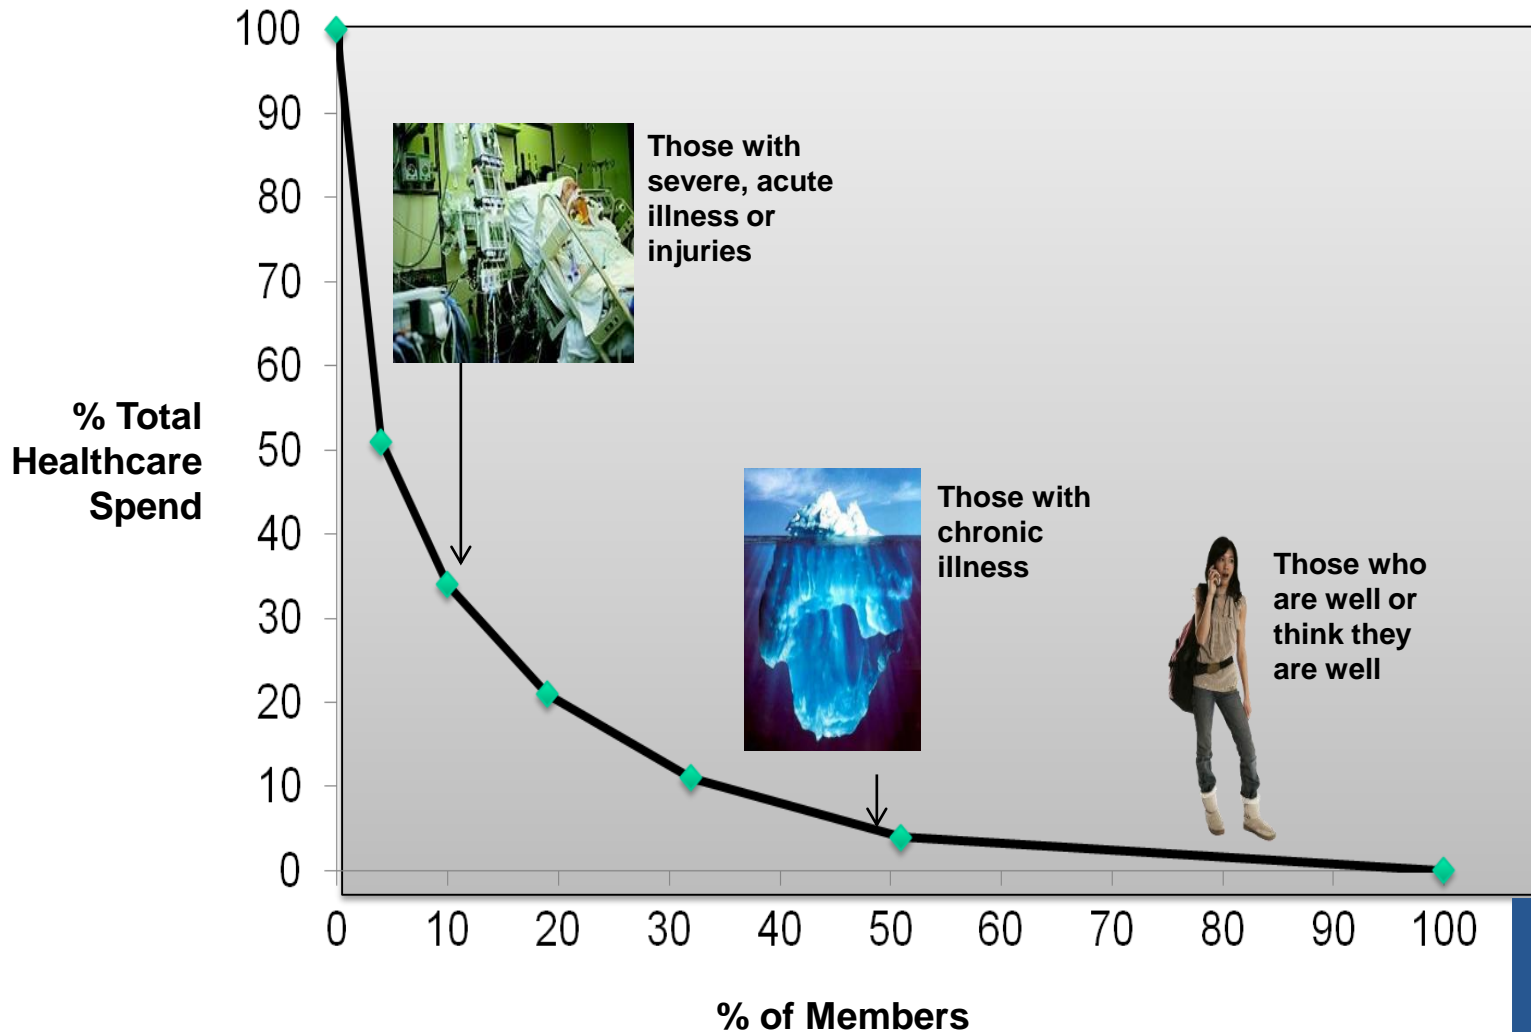 100
90
80
70
60
50
40
30
20
10
0
% Total
Healthcare
Spend
Those with
severe, acute
illness or
injuries
Those with
chronic
illness
Those who
are well or
think they
are well
0 10 20 30 40 50 60 70 80 90 100
% of Members